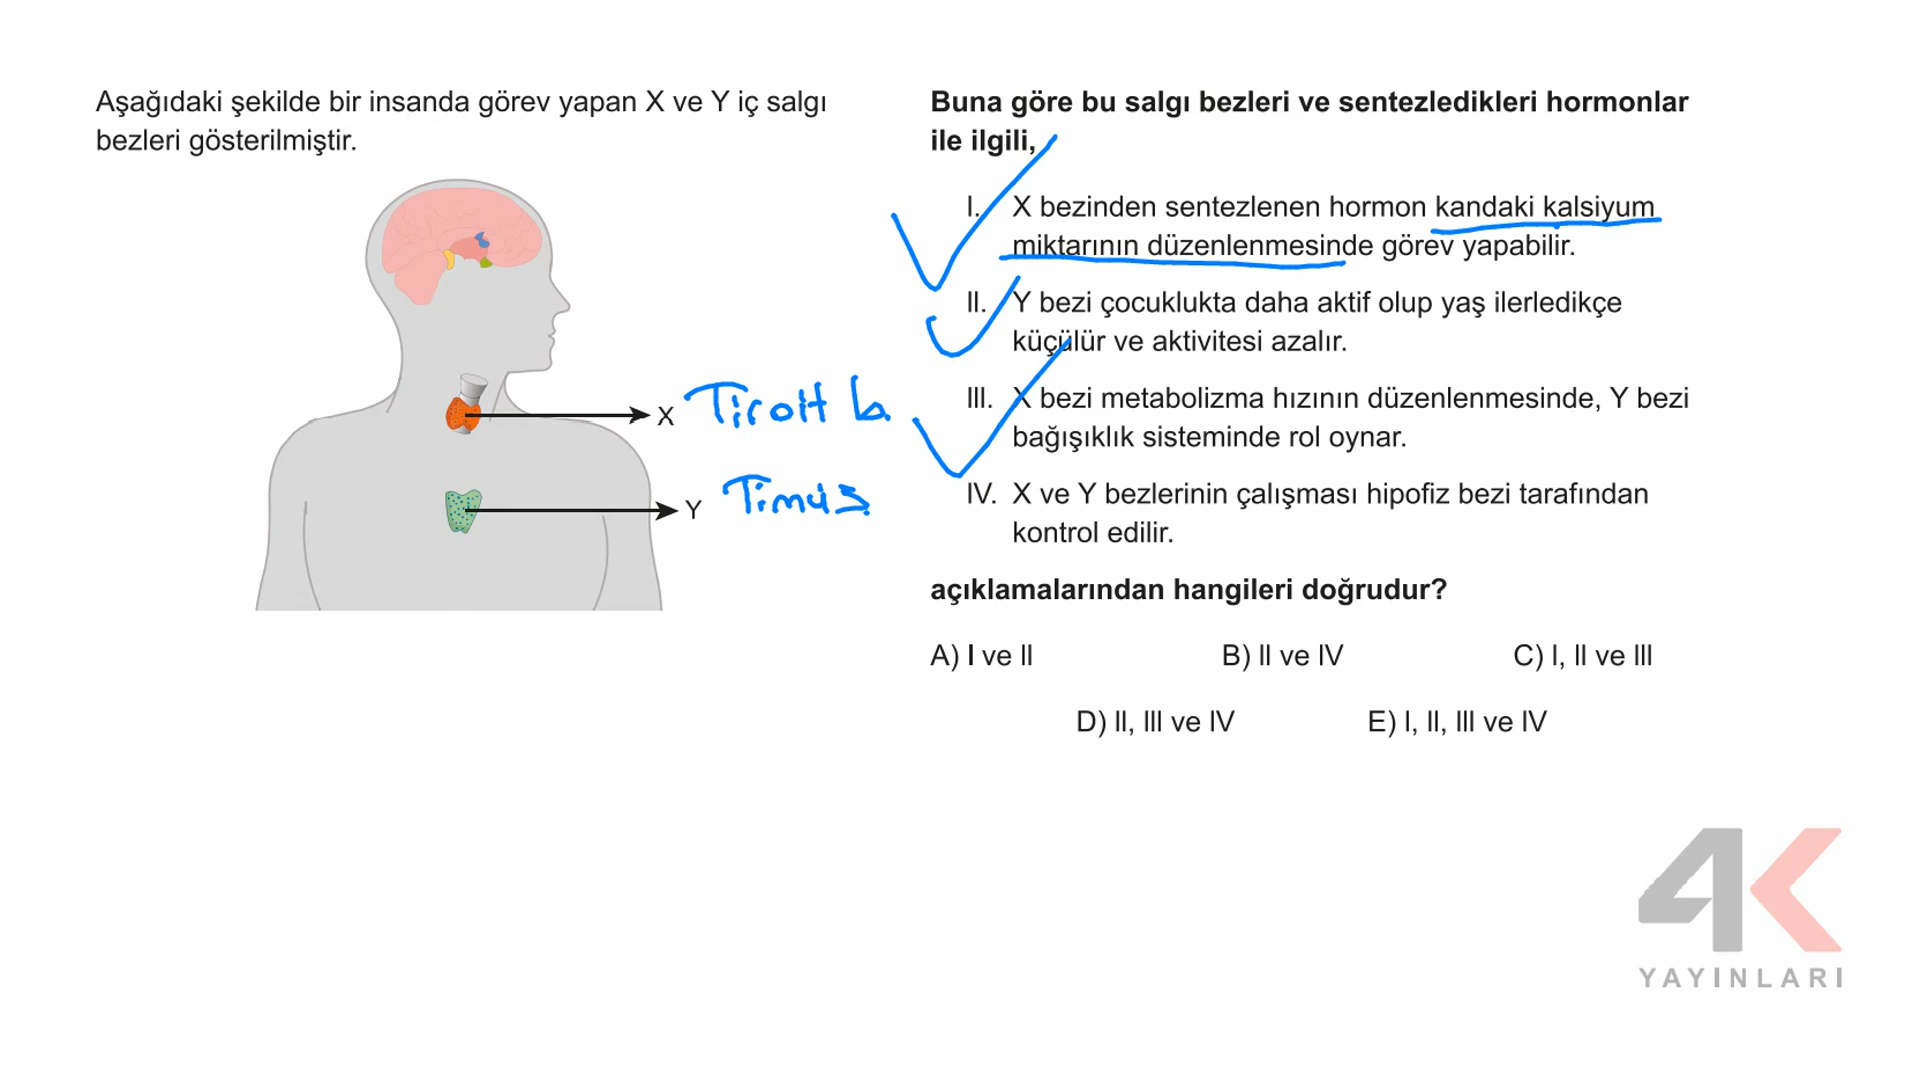 Aşağıdaki şekilde bir insanda görev yapan X ve Y iç salgı
bezleri gösterilmiştir.
X Tiroit b.
Y Timüs
Buna göre bu salgı bezleri ve sentezledikleri hormonlar
ile ilgili,
I. X bezinden sentezlenen hormon kandaki kalsiyum
miktarının düzenlenmesinde görev yapabilir.
II. Y bezi çocuklukta daha aktif olup yaş ilerledikçe
küçülür ve aktivitesi azalır.
III. X bezi metabolizma hızının düzenlenmesinde, Y bezi
bağışıklık sisteminde rol oynar.
IV. X ve Y bezlerinin çalışması hipofiz bezi tarafından
kontrol edilir.
açıklamalarından hangileri doğrudur?
A) I ve II B) II ve IV C) I, II ve III
D) II, III ve IV E) I, II, III ve IV
4K
YAYINLARI